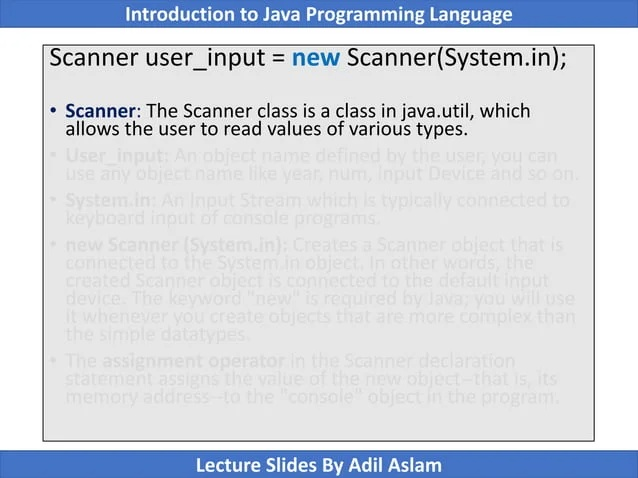 Introduction to Java Programming Language
Scanner user_input = new Scanner(System.in);
• Scanner: The Scanner class is a class in java.util, which
allows the user to read values of various types.
• User_input: An object name defined by the user, you can
use any object name like year, num, input Device and so on.
• System.in: An Input Stream which is typically connected to
keyboard input of console programs.
• new Scanner (System.in): Creates a Scanner object that is
connected to the System.in object. In other words, the
created Scanner object is connected to the default input
device. The keyword "new" is required by Java; you will use
it whenever you create objects that are more complex than
the simple datatypes.
• The assignment operator in the Scanner declaration
statement assigns the value of the new object--that is, its
memory address--to the "console" object in the program.
Lecture Slides By Adil Aslam